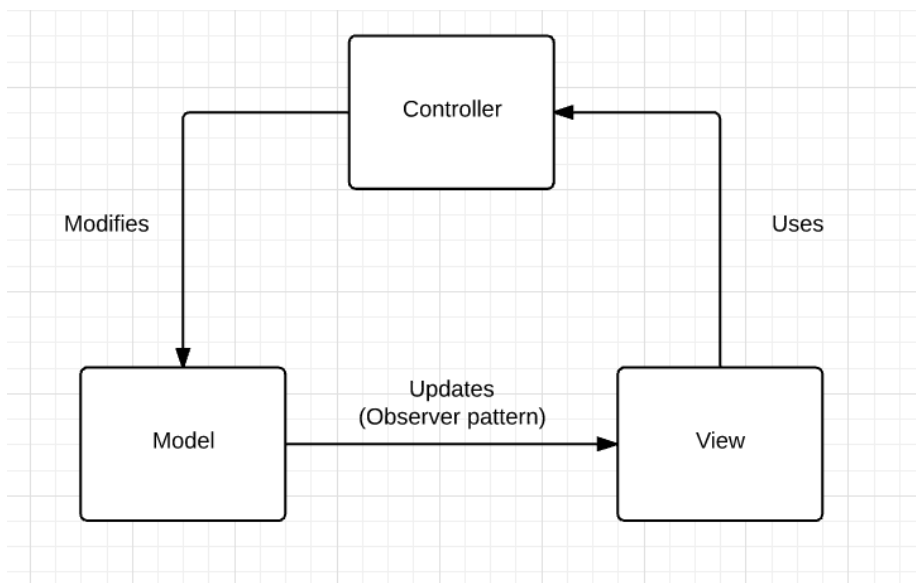 Controller
Modifies
Uses
Updates
(Observer pattern)
Model
View